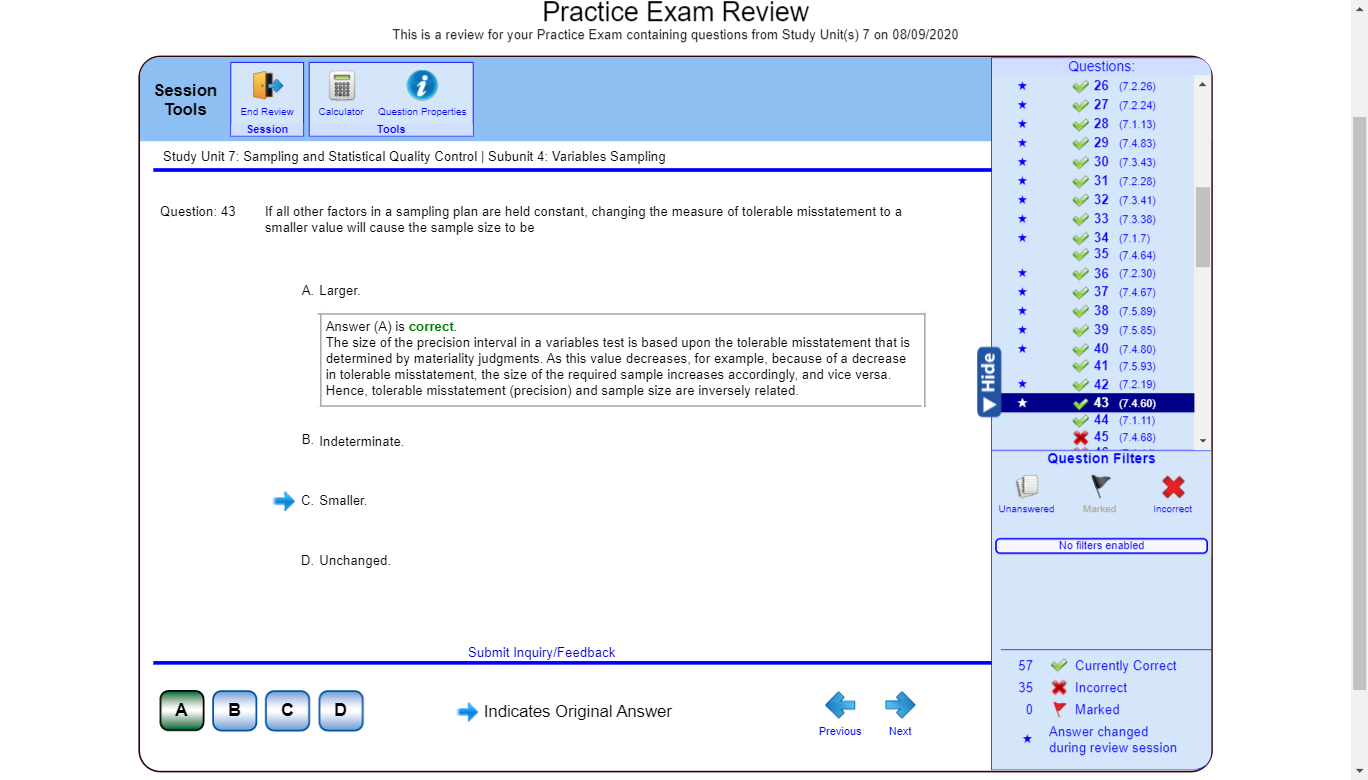 Practice Exam Review
This is a review for your Practice Exam containing questions from Study Unit(s) 7 on 08/09/2020
Session
Tools
End Review
Session
Calculator
Question Properties
Tools
Study Unit 7: Sampling and Statistical Quality Control | Subunit 4: Variables Sampling
Question: 43
If all other factors in a sampling plan are held constant, changing the measure of tolerable misstatement to a
smaller value will cause the sample size to be
A. Larger.
Answer (A) is correct.
The size of the precision interval in a variables test is based upon the tolerable misstatement that is
determined by materiality judgments. As this value decreases, for example, because of a decrease
in tolerable misstatement, the size of the required sample increases accordingly, and vice versa.
Hence, tolerable misstatement (precision) and sample size are inversely related.
B. Indeterminate.
C. Smaller.
D. Unchanged.
Submit Inquiry/Feedback
A B C D
Indicates Original Answer
Previous
Next
Questions:
26 (7.2.26)
27 (7.2.24)
28 (7.1.13)
29 (7.4.83)
30 (7.3.43)
31 (7.2.28)
32 (7.3.41)
33 (7.3.38)
34 (7.1.7)
35 (7.4.64)
36 (7.2.30)
37 (7.4.67)
38 (7.5.89)
39 (7.5.85)
40 (7.4.80)
41 (7.5.93)
42 (7.2.19)
43 (7.4.60)
44 (7.1.11)
45 (7.4.68)
Hide
Question Filters
Unanswered
Marked
Incorrect
No filters enabled
57 Currently Correct
35 Incorrect
0 Marked
Answer changed
during review session